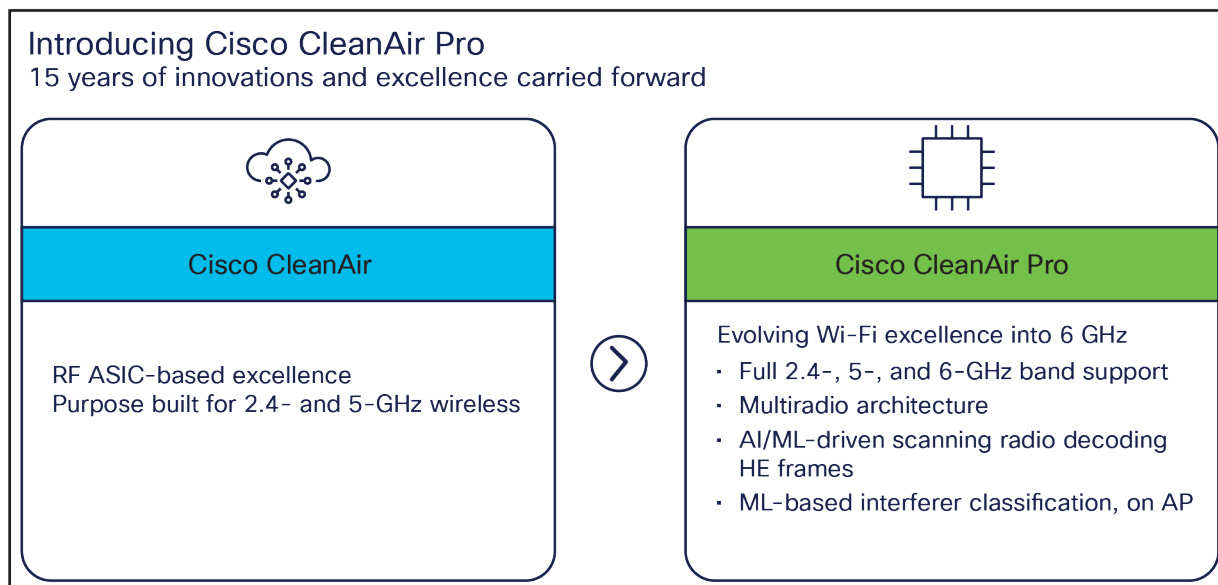 Introducing Cisco CleanAir Pro
15 years of innovations and excellence carried forward
Cisco CleanAir
RF ASIC-based excellence
Purpose built for 2.4- and 5-GHz wireless
Cisco CleanAir Pro
Evolving Wi-Fi excellence into 6 GHz
· Full 2.4-, 5-, and 6-GHz band support
· Multiradio architecture
· AI/ML-driven scanning radio decoding
HE frames
· ML-based interferer classification, on AP